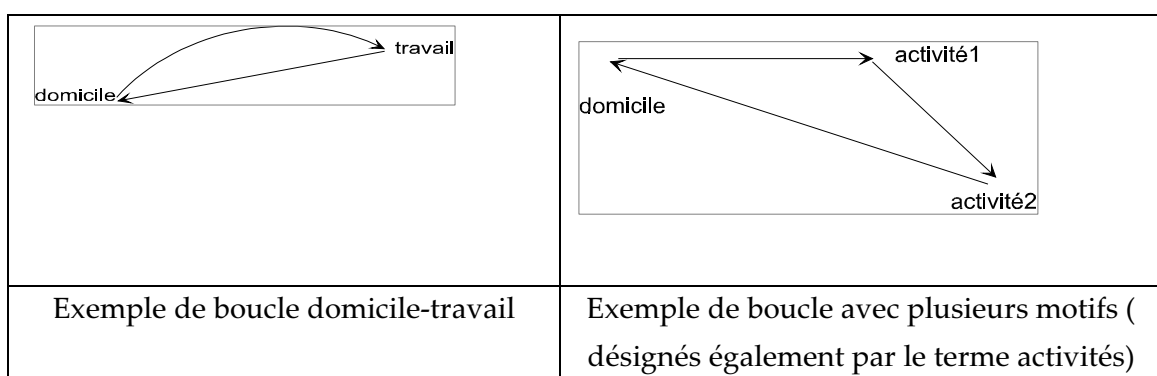 travail
domicile
activité1
domicile
activité2
Exemple de boucle domicile-travail
Exemple de boucle avec plusieurs motifs (
désignés également par le terme activités)